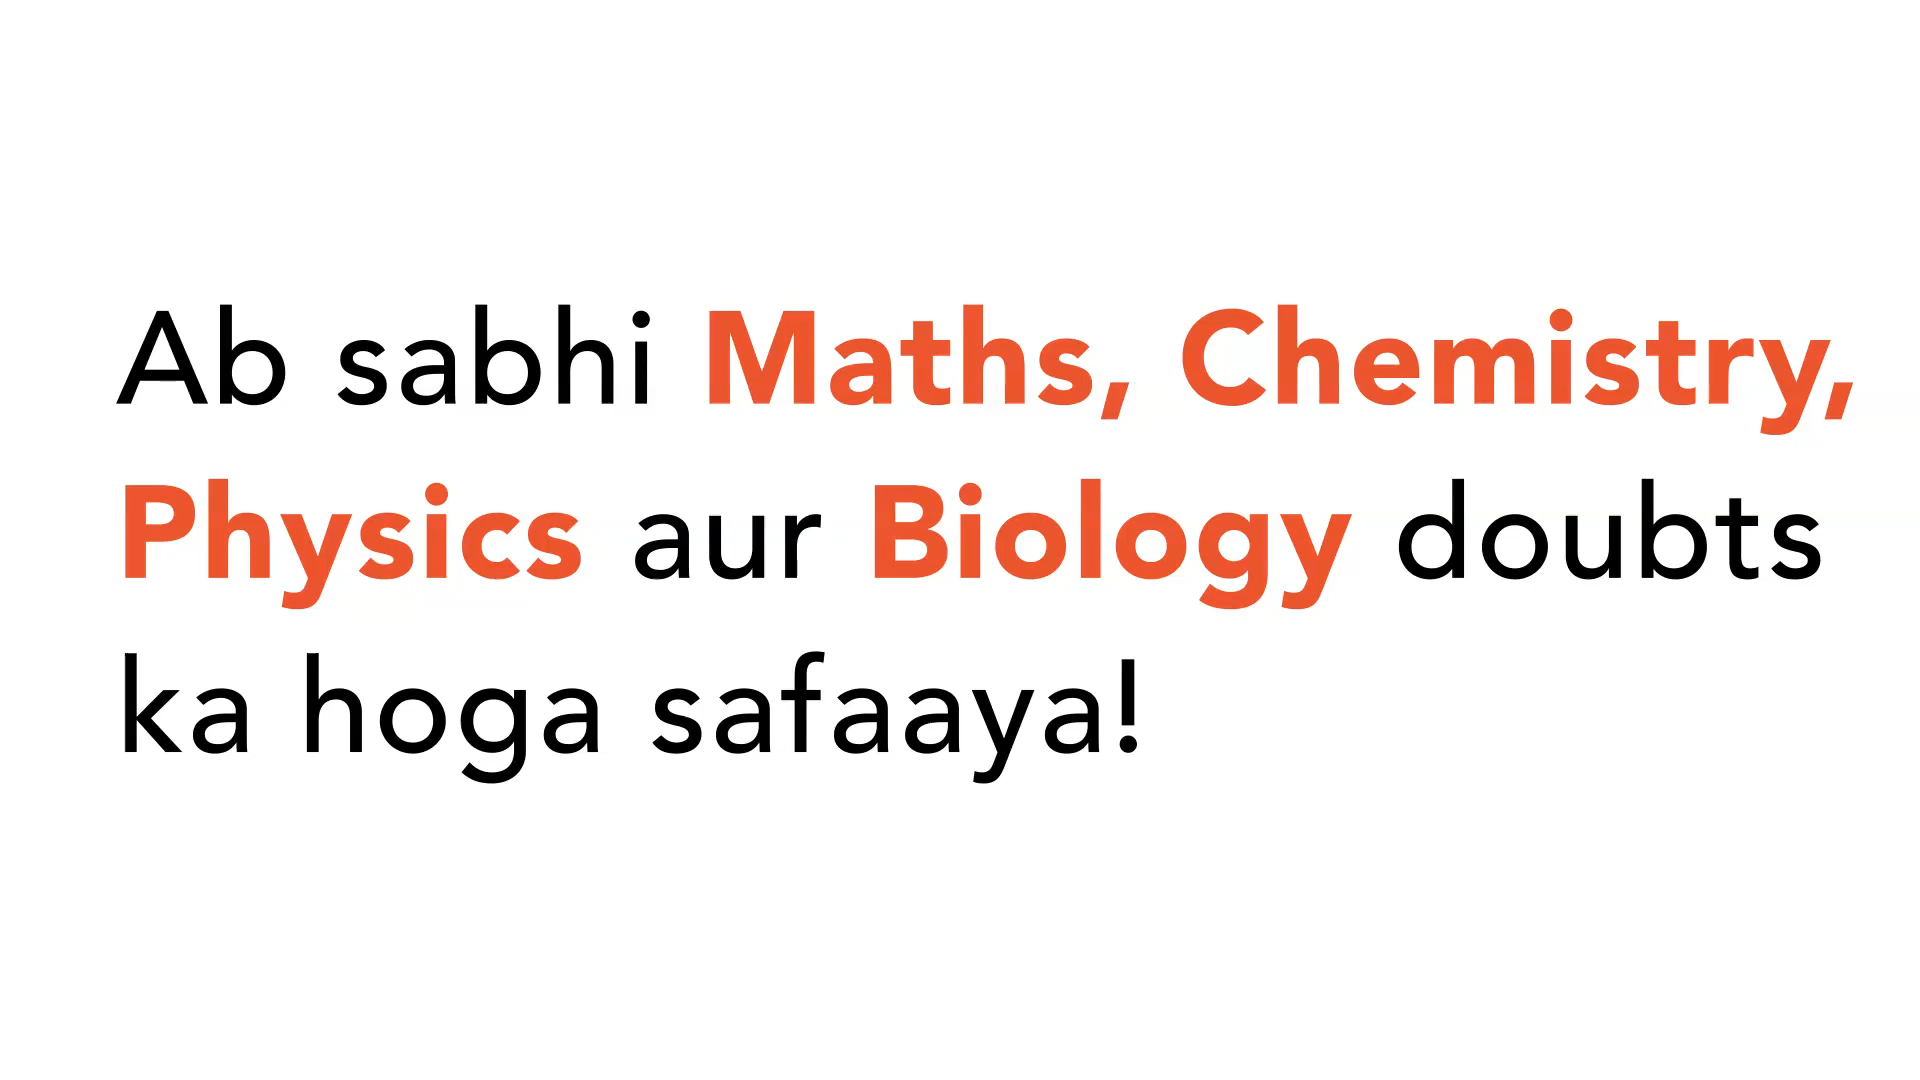 Ab sabhi Maths, Chemistry,
Physics aur Biology doubts
ka hoga safaaya!